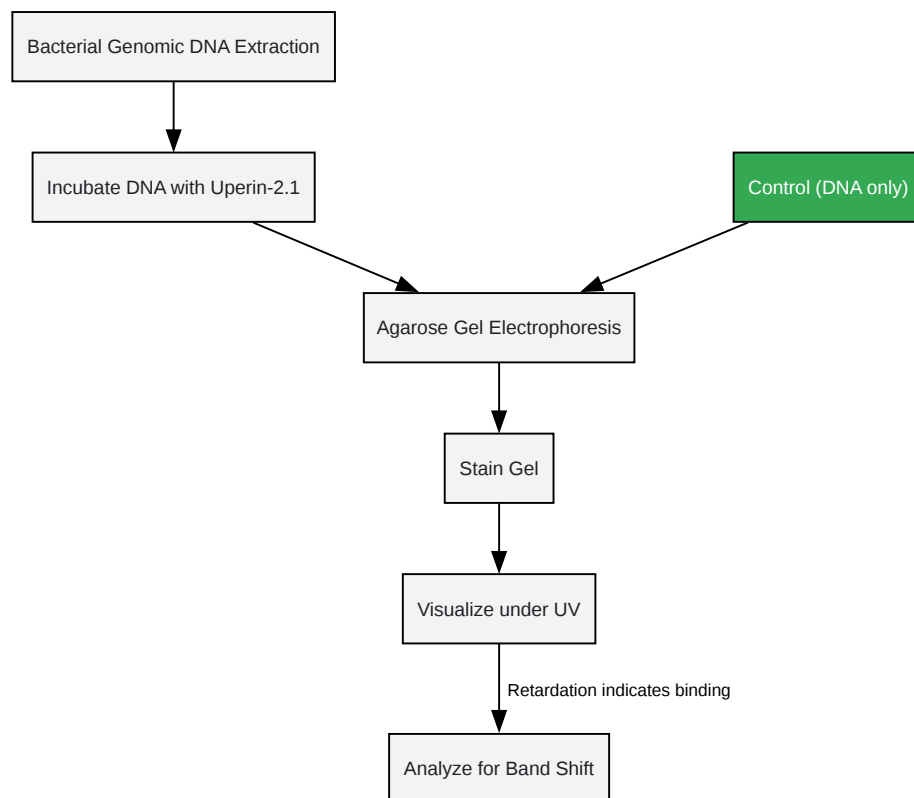 Bacterial Genomic DNA Extraction
Incubate DNA with Uperin-2.1
Control (DNA only)
Agarose Gel Electrophoresis
Stain Gel
Visualize under UV
Retardation indicates binding
Analyze for Band Shift